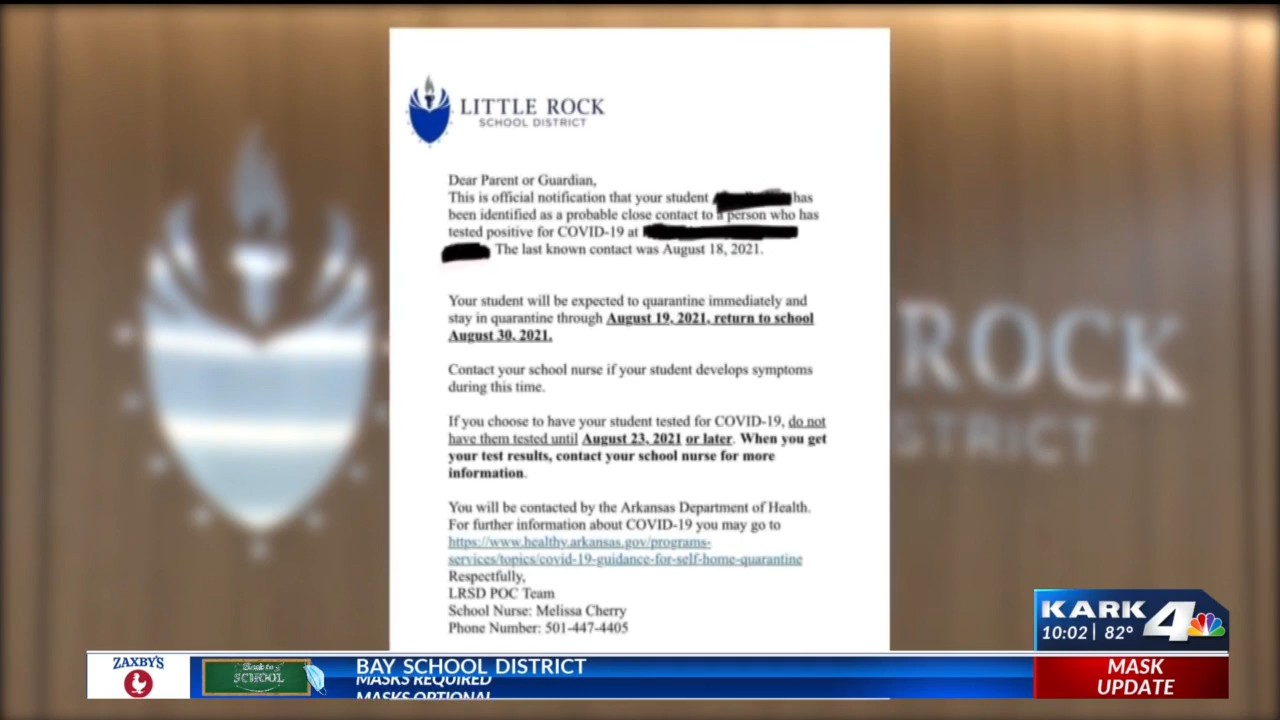 LITTLE ROCK
SCHOOL DISTRICT
Dear Parent or Guardian,
This is official notification that your student has
been identified as a probable close contact to a person who has
tested positive for COVID-19 at
The last known contact was August 18, 2021.
Your student will be expected to quarantine immediately and
stay in quarantine through August 19, 2021, return to school
August 30, 2021.
Contact your school nurse if your student develops symptoms
during this time.
If you choose to have your student tested for COVID-19, do not
have them tested until August 23, 2021 or later. When you get
your test results, contact your school nurse for more
information.
You will be contacted by the Arkansas Department of Health.
For further information about COVID-19 you may go to
https://www.healthy.arkansas.gov/programs-
services/topics/covid-19-guidance-for-self-home-quarantine
Respectfully,
LRSD POC Team
School Nurse: Melissa Cherry
Phone Number: 501-447-4405
ROCK
STRICT
KARK 4
10:02 | 82°
MASK
UPDATE
ZAXBY'S
Back to
SCHOOL
BAY SCHOOL DISTRICT
MASKS REQUIRED
MASKS OPTIONAL